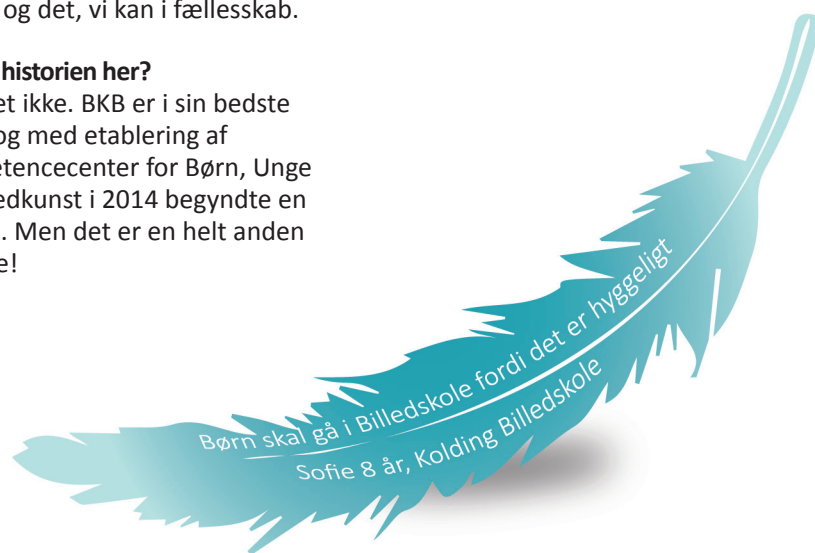 og det, vi kan i fællesskab.
historien her?
et ikke. BKB er i sin bedste
og med etablering af
etencecenter for Børn, Unge
edkunst i 2014 begyndte en
. Men det er en helt anden
e!
Børn skal gå i Billedskole fordi det er hyggeligt
Sofie 8 år, Kolding Billedskole